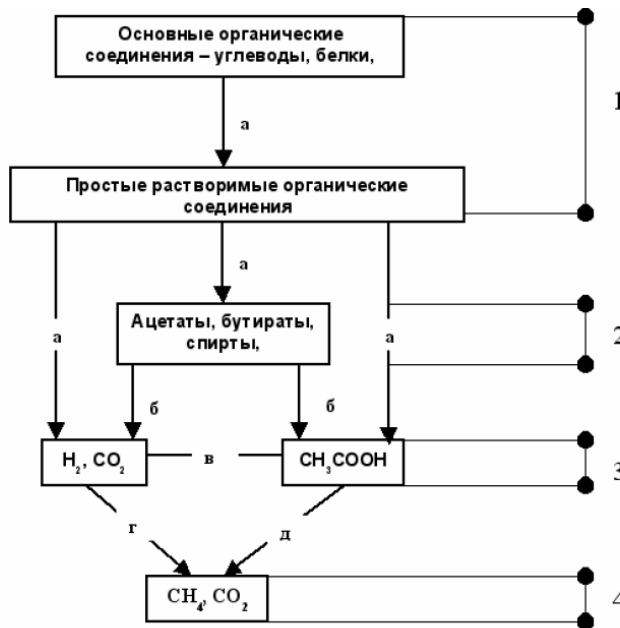 Основные органические
соединения – углеводы, белки,
1
а
Простые растворимые органические
соединения
а
Ацетаты, бутираты,
спирты,
а
а
2
б
б
H₂, CO₂
в
CH₃COOH
3
г
д
CH₄, CO₂
4